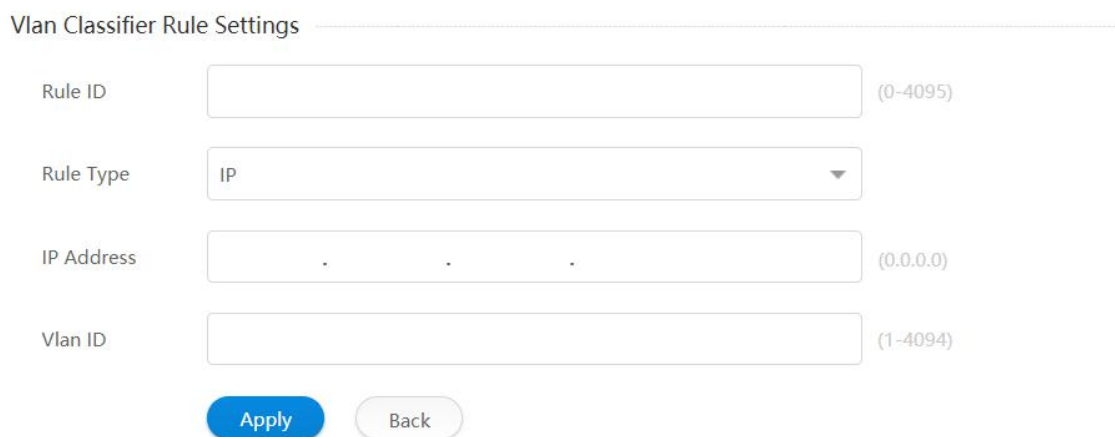 Vlan Classifier Rule Settings
Rule ID (0-4095)
Rule Type IP
IP Address . . . (0.0.0.0)
Vlan ID (1-4094)
Apply Back